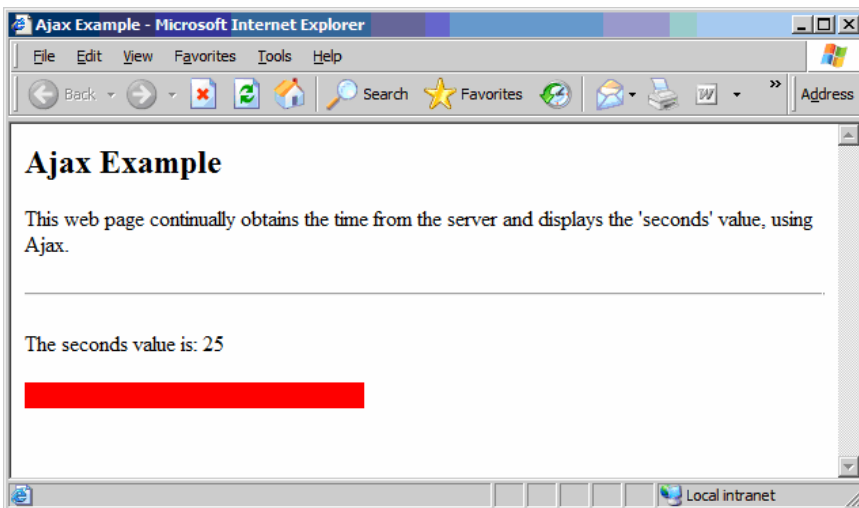 Ajax Example - Microsoft Internet Explorer
File Edit View Favorites Tools Help
Back Search Favorites W » Address
Ajax Example
This web page continually obtains the time from the server and displays the 'seconds' value, using
Ajax.
The seconds value is: 25
Local intranet